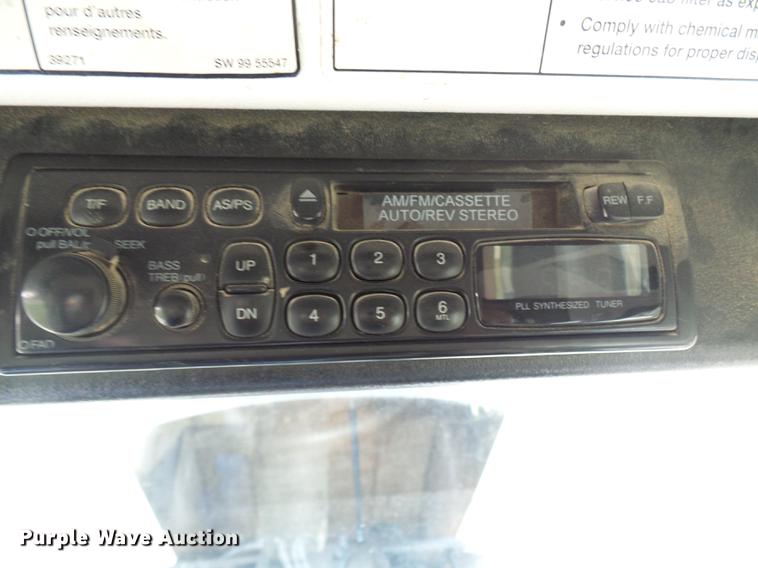 pour d'autres
renseignements.
39271 SW 99 55547
• Comply with chemical
regulations for proper
T/F BAND AS/PS
AM/FM/CASSETTE
AUTO/REV STEREO
REW F.F
O OFF/VOL
pull BAL/
SEEK
BASS
TREB(pull)
UP 1 2 3
DN 4 5 6
MTL
PLL SYNTHESIZED TUNER
FAD
Purple Wave Auction®